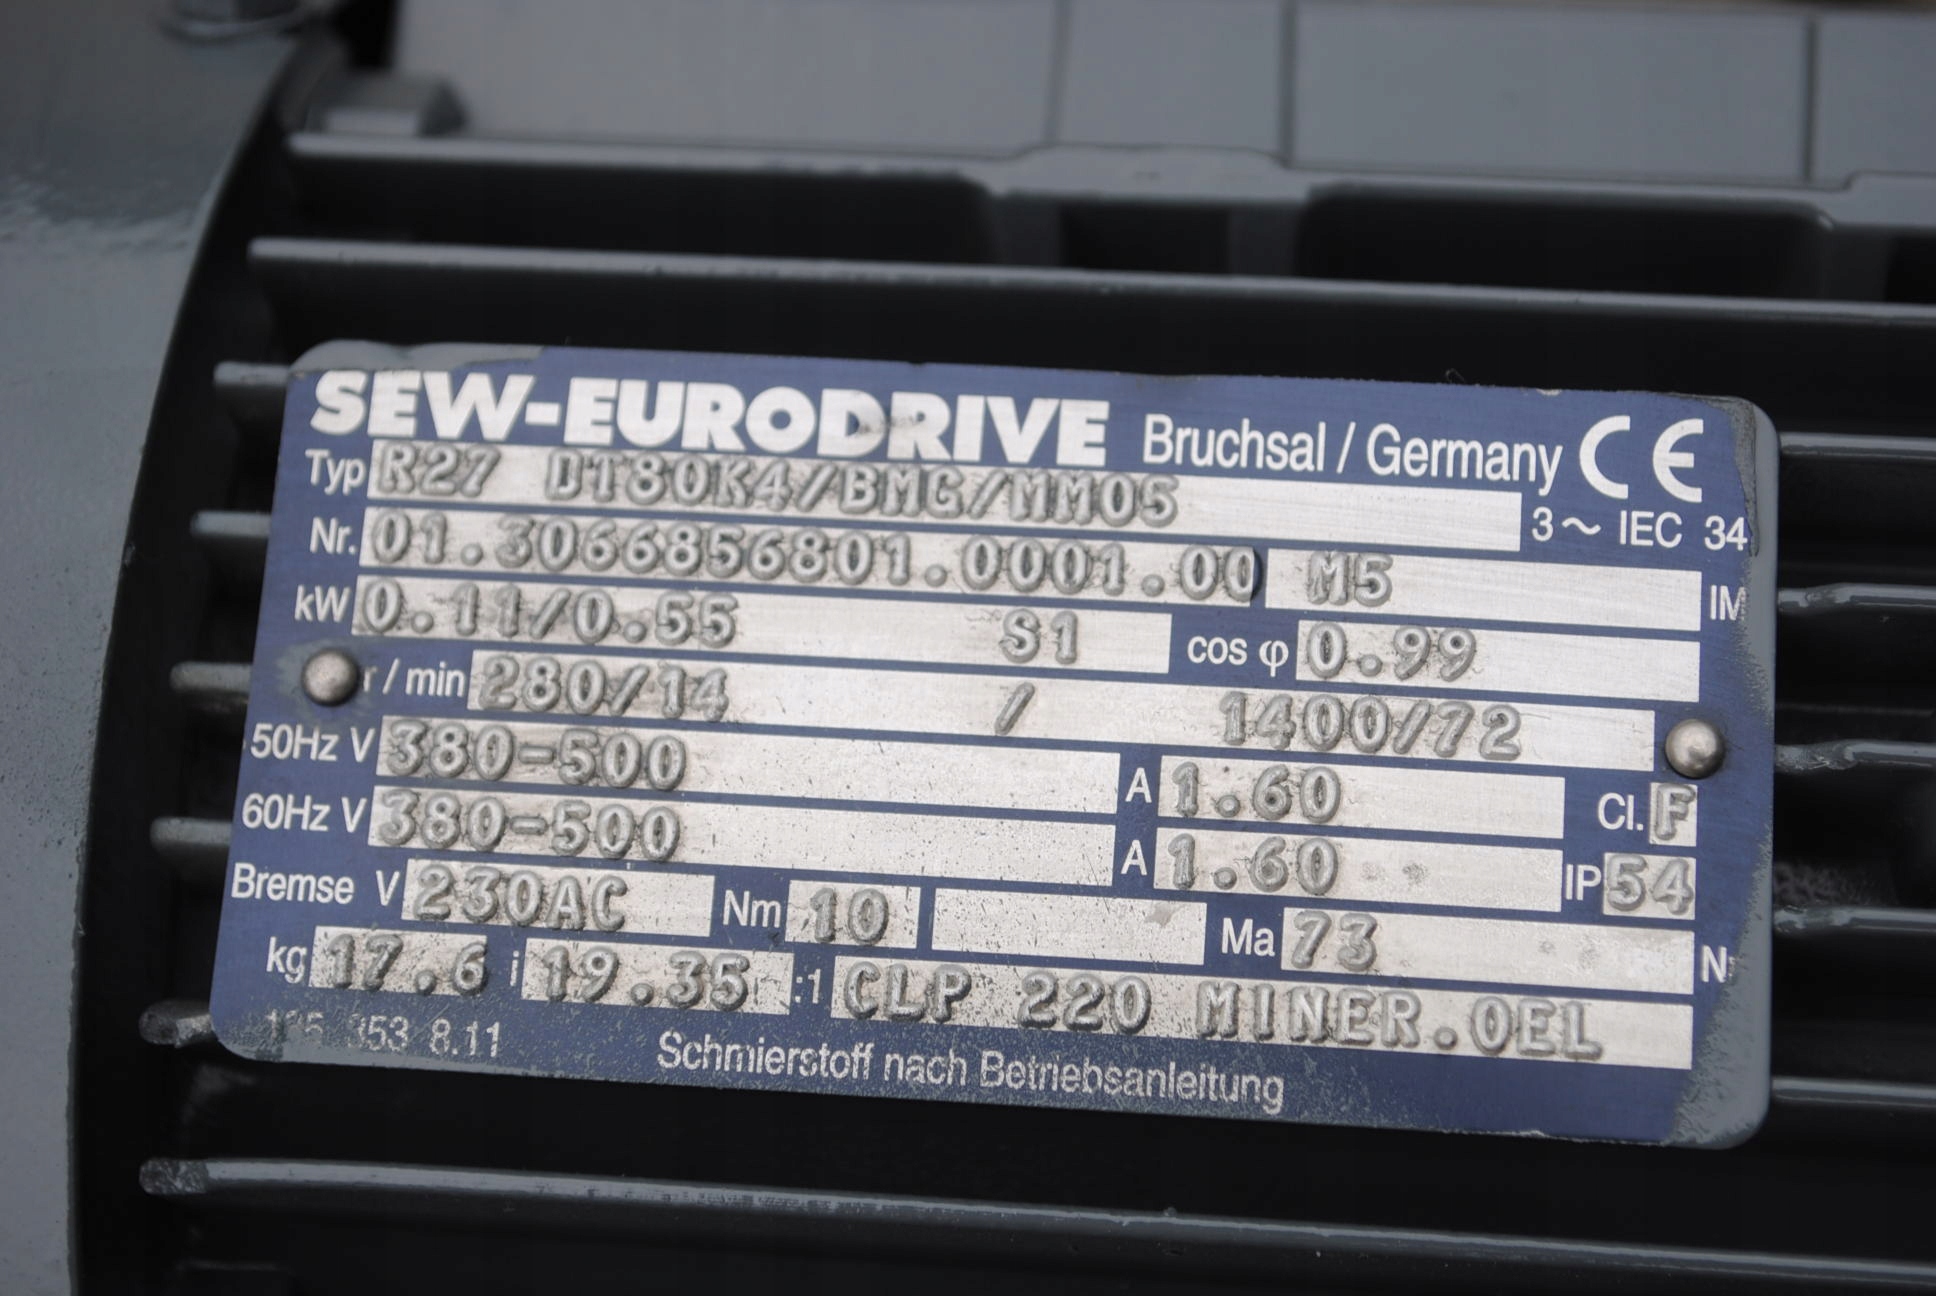 SEW-EURODRIVE Bruchsal / Germany CE
Typ R27 DT80K4/BMG/MM05 3~ IEC 34
Nr. 01.3066856801.0001.00 M5 IM
kW 0.11/0.55 S1 cos φ 0.99
r / min 280/14 / 1400/72
50Hz V 380-500 A 1.60 Cl. F
60Hz V 380-500 A 1.60 IP 54
Bremse V 230AC Nm 10 Ma 73
kg 17.6 i 19.35 :1 CLP 220 MINER.OEL
353 8.11 Schmierstoff nach Betriebsanleitung